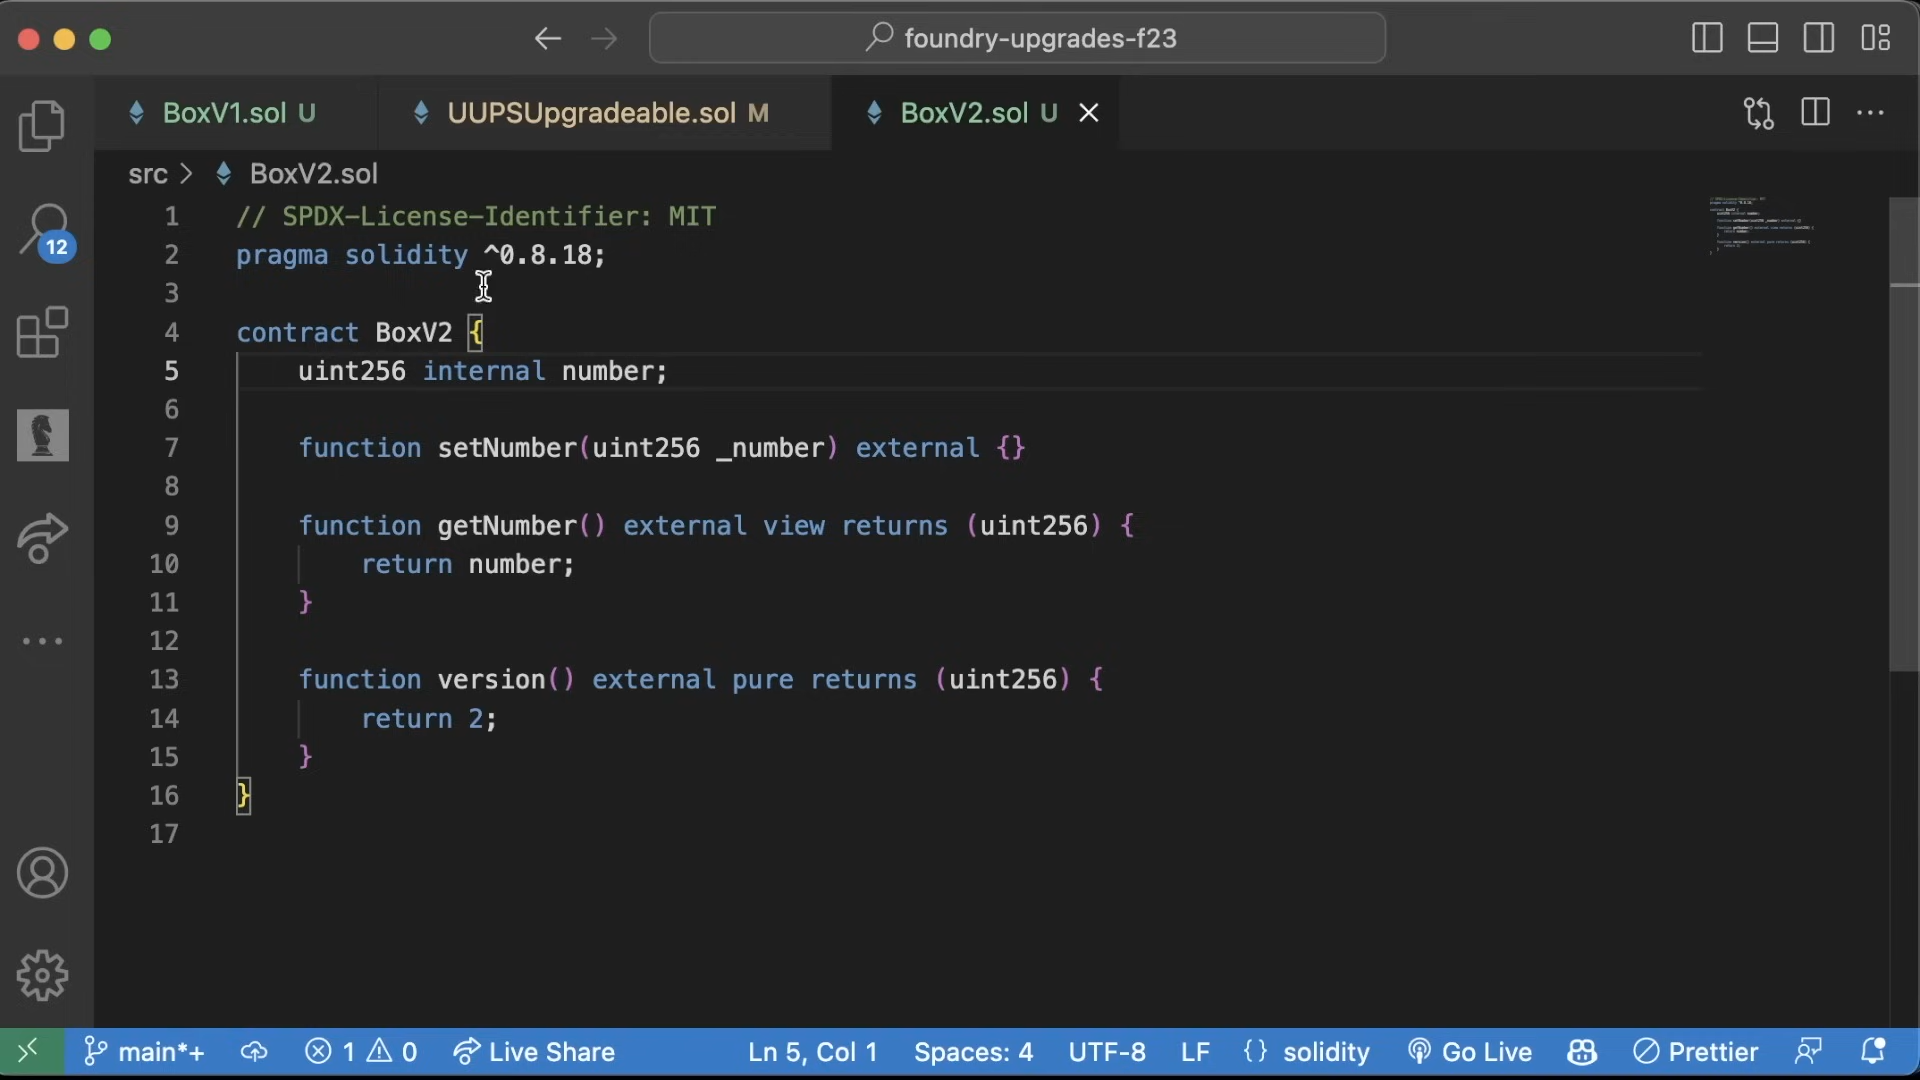 foundry-upgrades-f23
BoxV1.sol U
UUPSUpgradeable.sol M
BoxV2.sol U
src > BoxV2.sol
12
1 // SPDX-License-Identifier: MIT
2 pragma solidity ^0.8.18;
3
4 contract BoxV2 {
5 uint256 internal number;
6
7 function setNumber(uint256 _number) external {}
8
9 function getNumber() external view returns (uint256) {
10 return number;
11 }
12
13 function version() external pure returns (uint256) {
14 return 2;
15 }
16 }
17
main*+ 1 0 Live Share Ln 5, Col 1 Spaces: 4 UTF-8 LF {} solidity Go Live Prettier